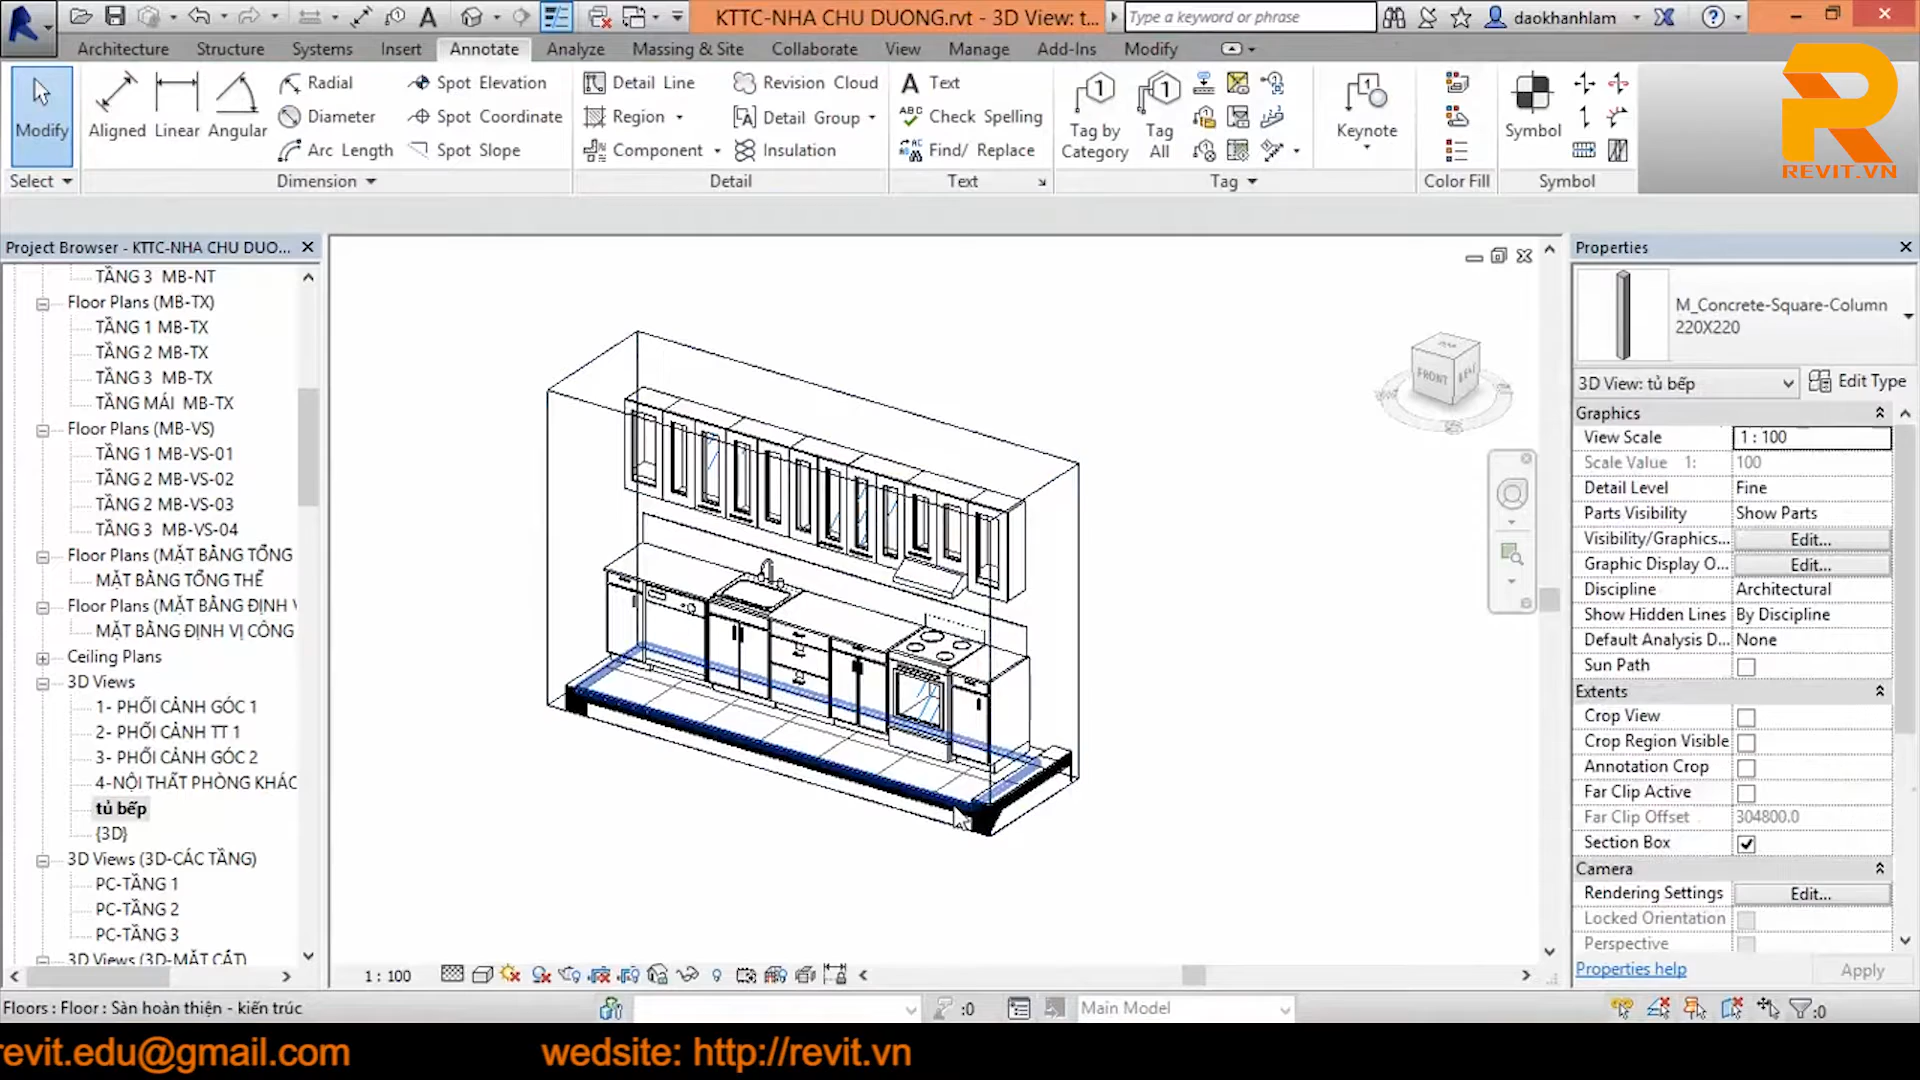 KTTC-NHA CHU DUONG.rvt - 3D View: t...
Type a keyword or phrase
daokhanhlam
Architecture
Structure
Systems
Insert
Annotate
Analyze
Massing & Site
Collaborate
View
Manage
Add-Ins
Modify
Modify
Aligned
Linear
Angular
Radial
Diameter
Arc Length
Spot Elevation
Spot Coordinate
Spot Slope
Detail Line
Region
Component
Revision Cloud
Detail Group
Insulation
Text
Check Spelling
Find/ Replace
Tag by Category
Tag All
Keynote
Symbol
Select
Dimension
Detail
Text
Tag
Color Fill
Symbol
REVIT.VN
Project Browser - KTTC-NHA CHU DUO...
TẦNG 3 MB-NT
Floor Plans (MB-TX)
TẦNG 1 MB-TX
TẦNG 2 MB-TX
TẦNG 3 MB-TX
TẦNG MÁI MB-TX
Floor Plans (MB-VS)
TẦNG 1 MB-VS-01
TẦNG 2 MB-VS-02
TẦNG 2 MB-VS-03
TẦNG 3 MB-VS-04
Floor Plans (MẶT BẰNG TỔNG
MẶT BẰNG TỔNG THỂ
Floor Plans (MẶT BẰNG ĐỊNH V
MẶT BẰNG ĐỊNH VỊ CÔNG
Ceiling Plans
3D Views
1- PHỐI CẢNH GÓC 1
2- PHỐI CẢNH TT 1
3- PHỐI CẢNH GÓC 2
4-NỘI THẤT PHÒNG KHÁC
tủ bếp
{3D}
3D Views (3D-CÁC TẦNG)
PC-TẦNG 1
PC-TẦNG 2
PC-TẦNG 3
3D Views (3D-MẶT CẮT)
FRONT
Properties
M_Concrete-Square-Column
220X220
3D View: tủ bếp
Edit Type
Graphics
View Scale 1 : 100
Scale Value 1: 100
Detail Level Fine
Parts Visibility Show Parts
Visibility/Graphics... Edit...
Graphic Display O... Edit...
Discipline Architectural
Show Hidden Lines By Discipline
Default Analysis D... None
Sun Path
Extents
Crop View
Crop Region Visible
Annotation Crop
Far Clip Active
Far Clip Offset 304800.0
Section Box
Camera
Rendering Settings Edit...
Locked Orientation
Perspective
Properties help
Apply
1 : 100
Floors : Floor : Sàn hoàn thiện - kiến trúc
:0
Main Model
:0
revit.edu@gmail.com
wedsite: http://revit.vn